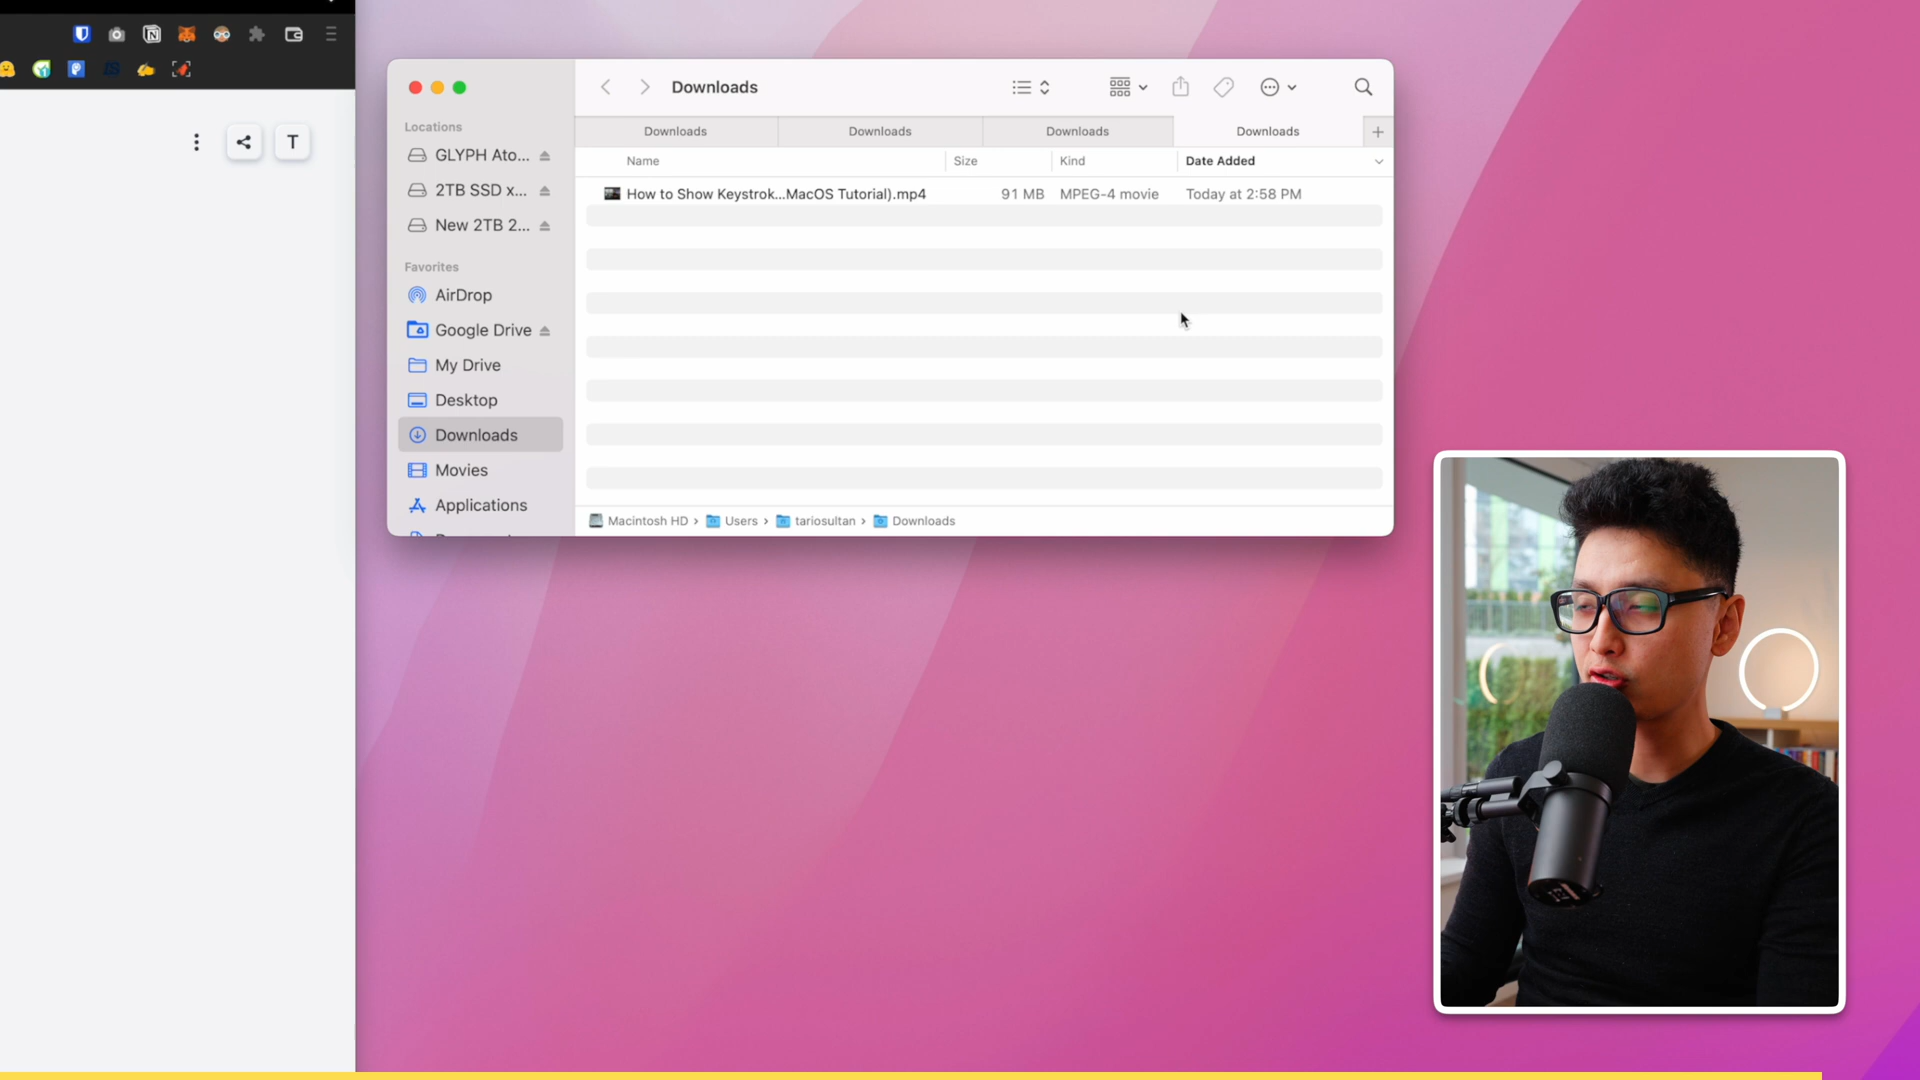 T
Downloads
Downloads
Downloads
Downloads
Downloads
Name
Size
Kind
Date Added
How to Show Keystrok...MacOS Tutorial).mp4
91 MB
MPEG-4 movie
Today at 2:58 PM
Locations
GLYPH Ato...
2TB SSD x...
New 2TB 2...
Favorites
AirDrop
Google Drive
My Drive
Desktop
Downloads
Movies
Applications
Macintosh HD › Users › tariosultan › Downloads